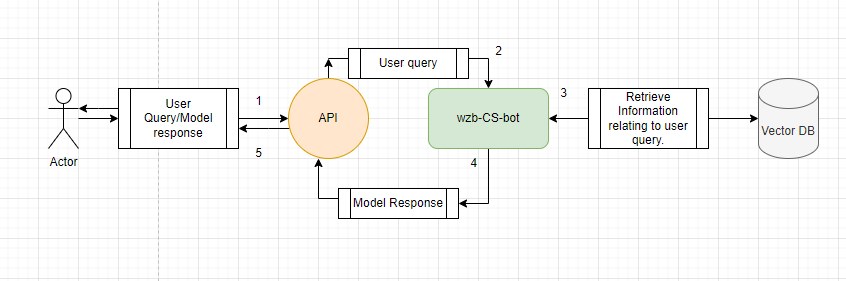 User
Query/Model
response
Actor
1
5
API
User query
2
wzb-CS-bot
4
Model Response
3
Retrieve
Information
relating to user
query.
Vector DB